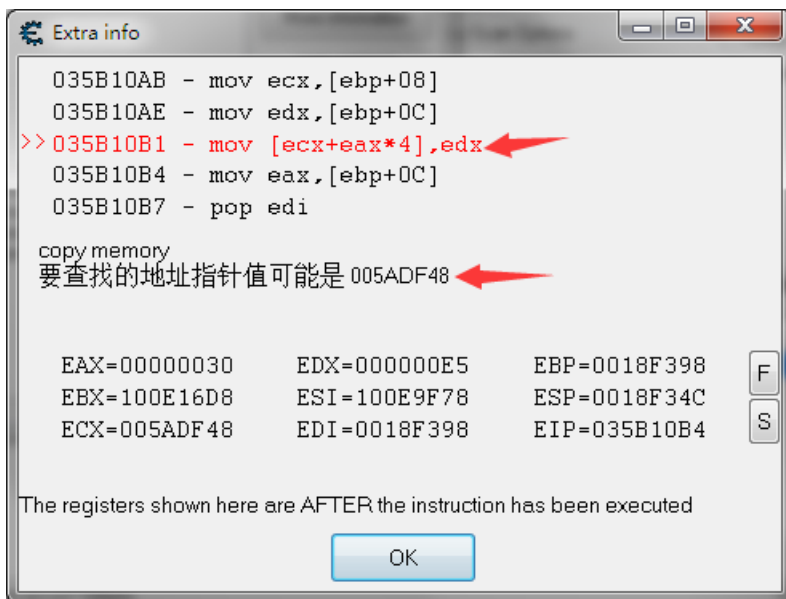 Extra info
035B10AB - mov ecx,[ebp+08]
035B10AE - mov edx,[ebp+0C]
>>035B10B1 - mov [ecx+eax*4],edx
035B10B4 - mov eax,[ebp+0C]
035B10B7 - pop edi
copy memory
要查找的地址指针值可能是 005ADF48
EAX=00000030 EDX=000000E5 EBP=0018F398
EBX=100E16D8 ESI=100E9F78 ESP=0018F34C
ECX=005ADF48 EDI=0018F398 EIP=035B10B4
F
S
The registers shown here are AFTER the instruction has been executed
OK